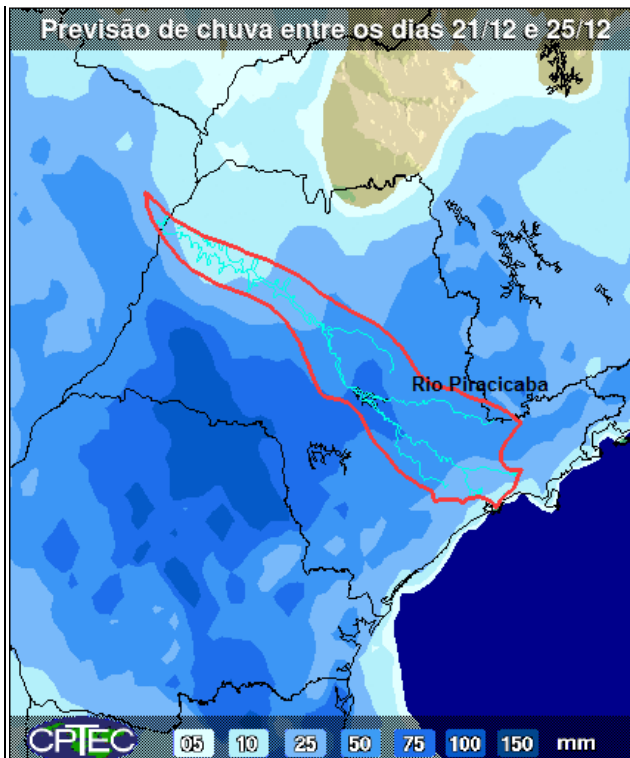 Previsão de chuva entre os dias 21/12 e 25/12
Rio Piracicaba
CPTEC 05 10 25 50 75 100 150 mm